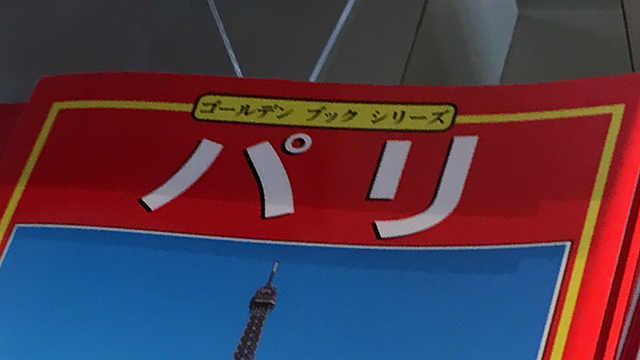 ゴールデン ブック シリーズ
パリ